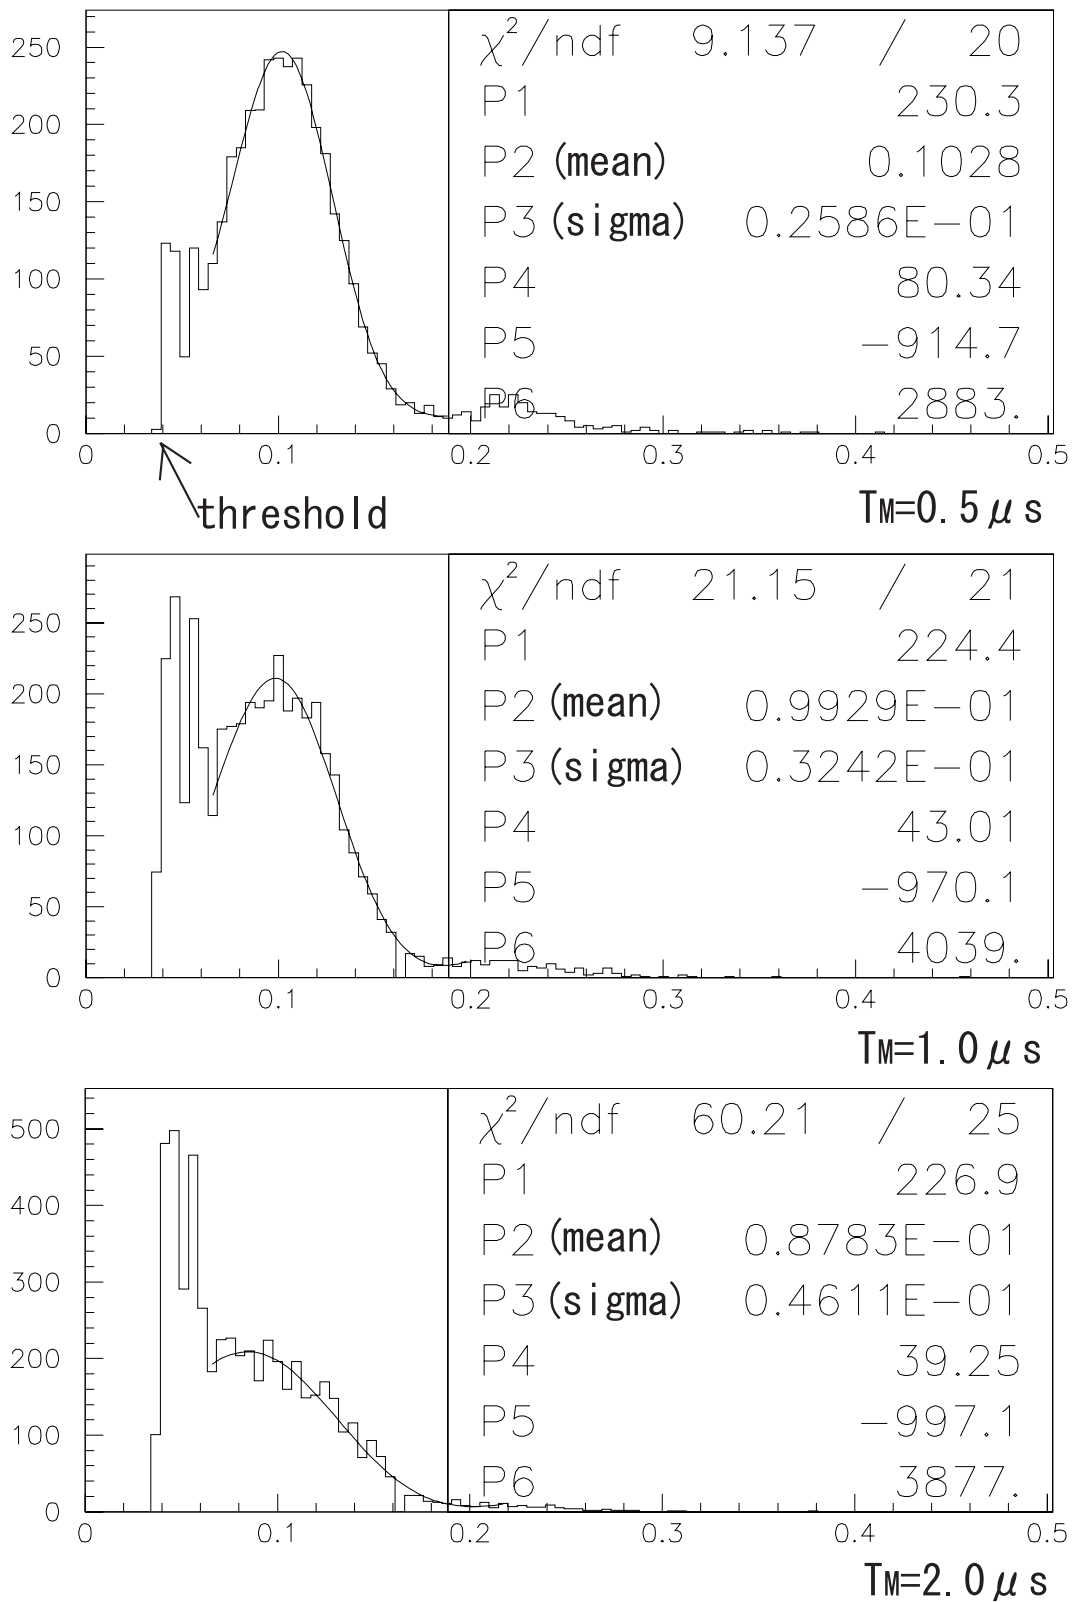 250
200
150
100
50
0
χ²/ndf 9.137 / 20
P1 230.3
P2 (mean) 0.1028
P3 (sigma) 0.2586E−01
P4 80.34
P5 −914.7
P6 2883.
0 0.1 0.2 0.3 0.4 0.5
threshold
TM=0.5μs
250
200
150
100
50
0
χ²/ndf 21.15 / 21
P1 224.4
P2 (mean) 0.9929E−01
P3 (sigma) 0.3242E−01
P4 43.01
P5 −970.1
P6 4039.
0 0.1 0.2 0.3 0.4 0.5
TM=1.0μs
500
400
300
200
100
0
χ²/ndf 60.21 / 25
P1 226.9
P2 (mean) 0.8783E−01
P3 (sigma) 0.4611E−01
P4 39.25
P5 −997.1
P6 3877.
0 0.1 0.2 0.3 0.4 0.5
TM=2.0μs